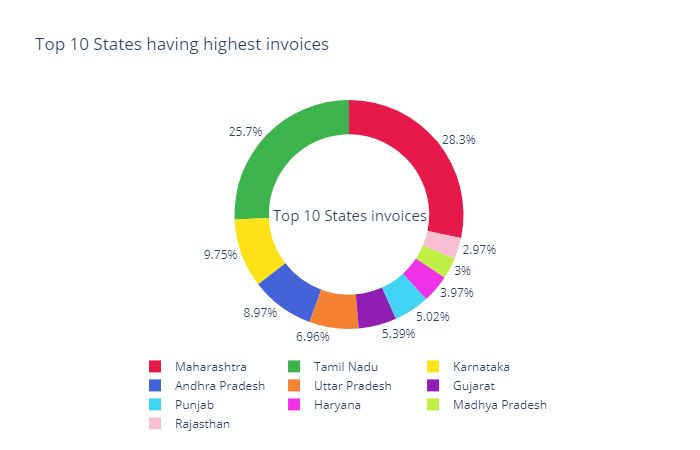 Top 10 States having highest invoices
25.7%
28.3%
Top 10 States invoices
9.75%
2.97%
3%
3.97%
8.97%
5.02%
6.96%
5.39%
Maharashtra Tamil Nadu Karnataka
Andhra Pradesh Uttar Pradesh Gujarat
Punjab Haryana Madhya Pradesh
Rajasthan